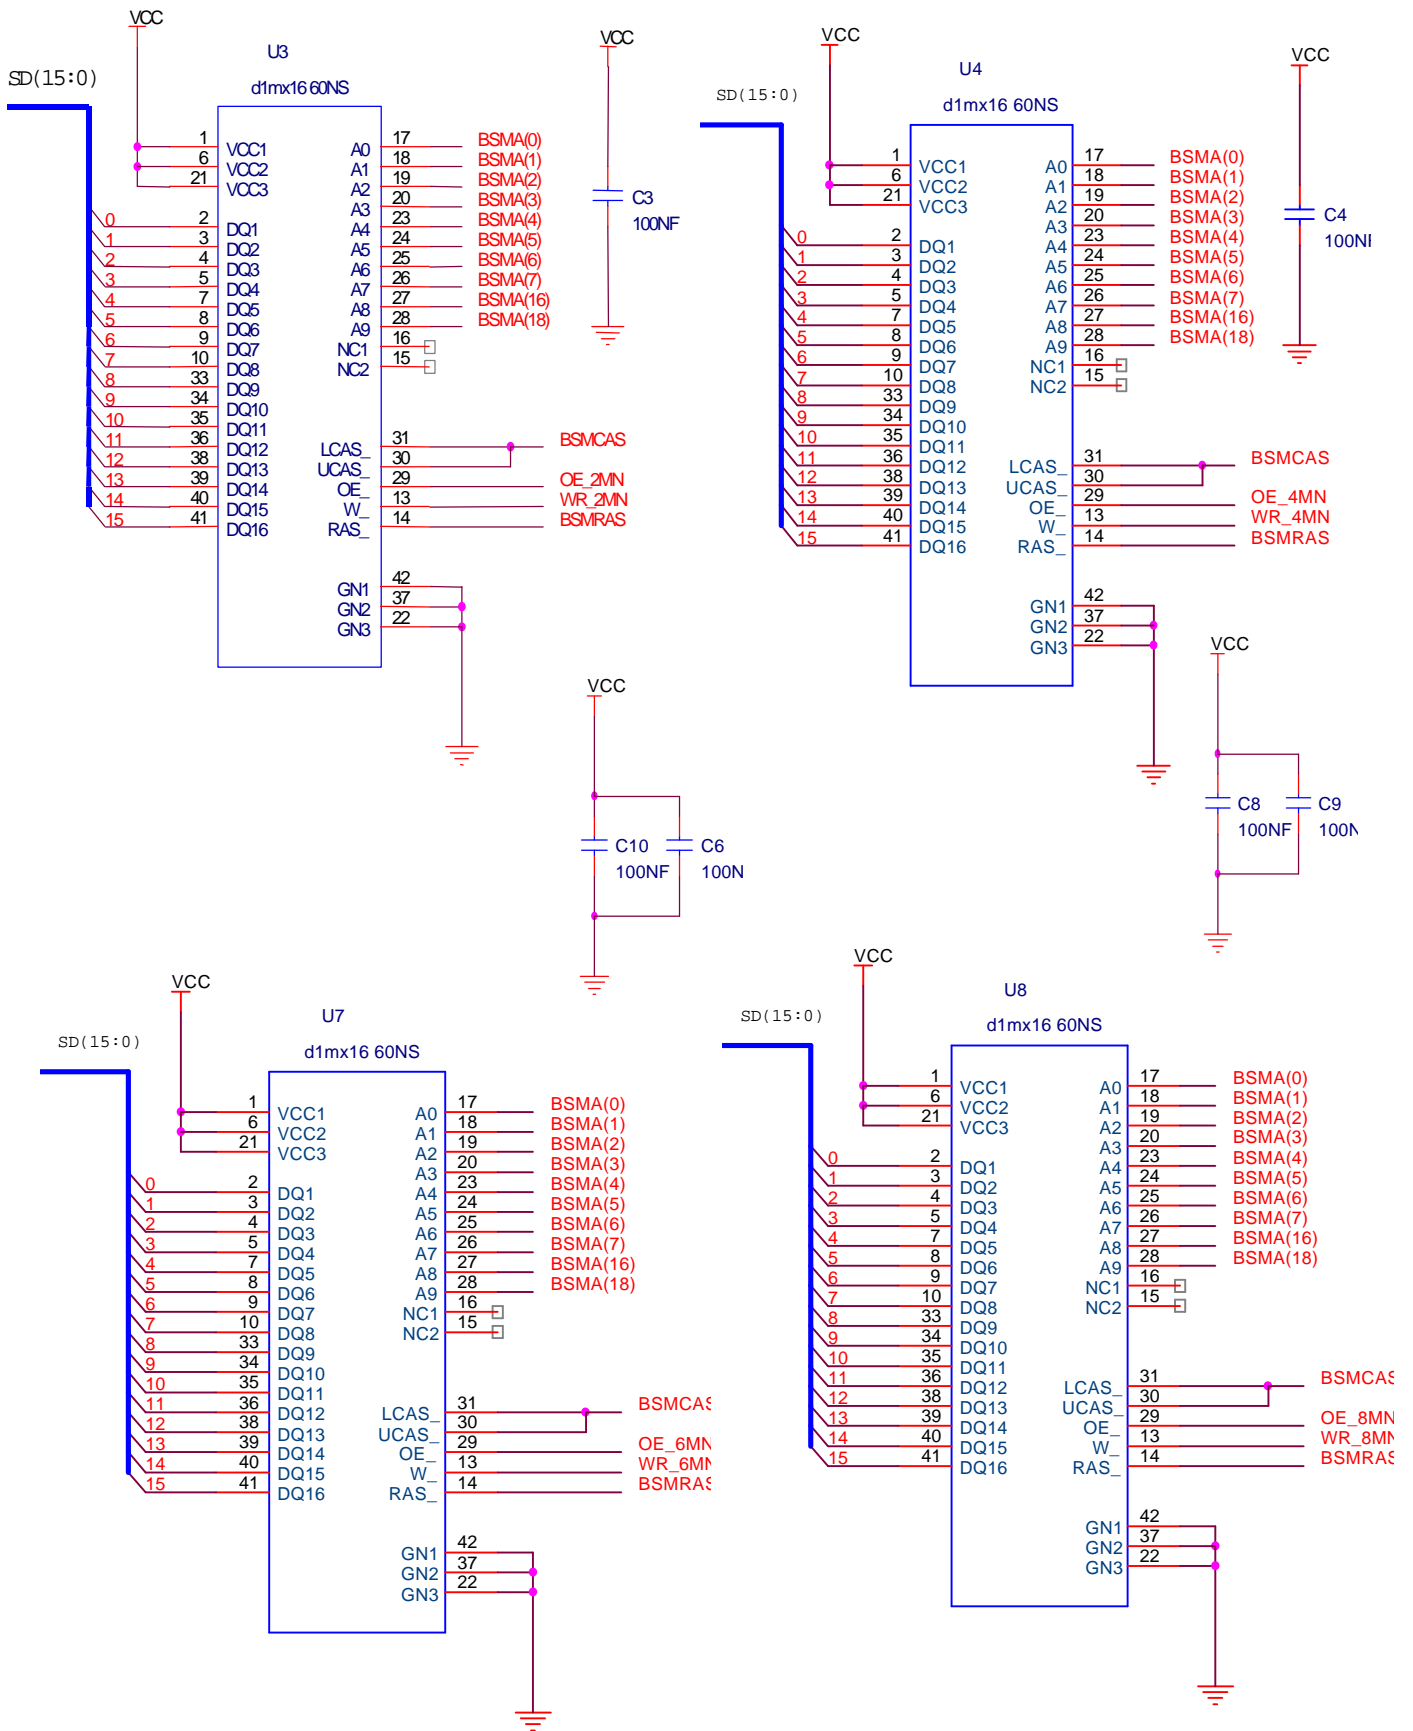 VCC
U3
VCC
SD(15:0)
d1mx16 60NS
1 VCC1 A0 17 BSMA(0)
6 VCC2 A1 18 BSMA(1)
21 VCC3 A2 19 BSMA(2)
A3 20 BSMA(3)
0 2 DQ1 A4 23 BSMA(4)
1 3 DQ2 A5 24 BSMA(5)
2 4 DQ3 A6 25 BSMA(6)
3 5 DQ4 A7 26 BSMA(7)
4 7 DQ5 A8 27 BSMA(16)
5 8 DQ6 A9 28 BSMA(18)
6 9 DQ7 NC1 16
7 10 DQ8 NC2 15
8 33 DQ9
9 34 DQ10
10 35 DQ11
11 36 DQ12 LCAS_ 31 BSMCAS
12 38 DQ13 UCAS_ 30
13 39 DQ14 OE_ 29 OE_2MN
14 40 DQ15 W_ 13 WR_2MN
15 41 DQ16 RAS_ 14 BSMRAS
GN1 42
GN2 37
GN3 22
C3
100NF
VCC
U4
VCC
SD(15:0)
d1mx16 60NS
1 VCC1 A0 17 BSMA(0)
6 VCC2 A1 18 BSMA(1)
21 VCC3 A2 19 BSMA(2)
A3 20 BSMA(3)
0 2 DQ1 A4 23 BSMA(4)
1 3 DQ2 A5 24 BSMA(5)
2 4 DQ3 A6 25 BSMA(6)
3 5 DQ4 A7 26 BSMA(7)
4 7 DQ5 A8 27 BSMA(16)
5 8 DQ6 A9 28 BSMA(18)
6 9 DQ7 NC1 16
7 10 DQ8 NC2 15
8 33 DQ9
9 34 DQ10
10 35 DQ11
11 36 DQ12 LCAS_ 31 BSMCAS
12 38 DQ13 UCAS_ 30
13 39 DQ14 OE_ 29 OE_4MN
14 40 DQ15 W_ 13 WR_4MN
15 41 DQ16 RAS_ 14 BSMRAS
GN1 42
GN2 37
GN3 22
C4
100N
VCC
C10 C6
100NF 100N
VCC
C8 C9
100NF 100N
VCC
U7
SD(15:0)
d1mx16 60NS
1 VCC1 A0 17 BSMA(0)
6 VCC2 A1 18 BSMA(1)
21 VCC3 A2 19 BSMA(2)
A3 20 BSMA(3)
0 2 DQ1 A4 23 BSMA(4)
1 3 DQ2 A5 24 BSMA(5)
2 4 DQ3 A6 25 BSMA(6)
3 5 DQ4 A7 26 BSMA(7)
4 7 DQ5 A8 27 BSMA(16)
5 8 DQ6 A9 28 BSMA(18)
6 9 DQ7 NC1 16
7 10 DQ8 NC2 15
8 33 DQ9
9 34 DQ10
10 35 DQ11
11 36 DQ12 LCAS_ 31 BSMCAS
12 38 DQ13 UCAS_ 30
13 39 DQ14 OE_ 29 OE_6MN
14 40 DQ15 W_ 13 WR_6MN
15 41 DQ16 RAS_ 14 BSMRAS
GN1 42
GN2 37
GN3 22
VCC
U8
SD(15:0)
d1mx16 60NS
1 VCC1 A0 17 BSMA(0)
6 VCC2 A1 18 BSMA(1)
21 VCC3 A2 19 BSMA(2)
A3 20 BSMA(3)
0 2 DQ1 A4 23 BSMA(4)
1 3 DQ2 A5 24 BSMA(5)
2 4 DQ3 A6 25 BSMA(6)
3 5 DQ4 A7 26 BSMA(7)
4 7 DQ5 A8 27 BSMA(16)
5 8 DQ6 A9 28 BSMA(18)
6 9 DQ7 NC1 16
7 10 DQ8 NC2 15
8 33 DQ9
9 34 DQ10
10 35 DQ11
11 36 DQ12 LCAS_ 31 BSMCAS
12 38 DQ13 UCAS_ 30
13 39 DQ14 OE_ 29 OE_8MN
14 40 DQ15 W_ 13 WR_8MN
15 41 DQ16 RAS_ 14 BSMRAS
GN1 42
GN2 37
GN3 22